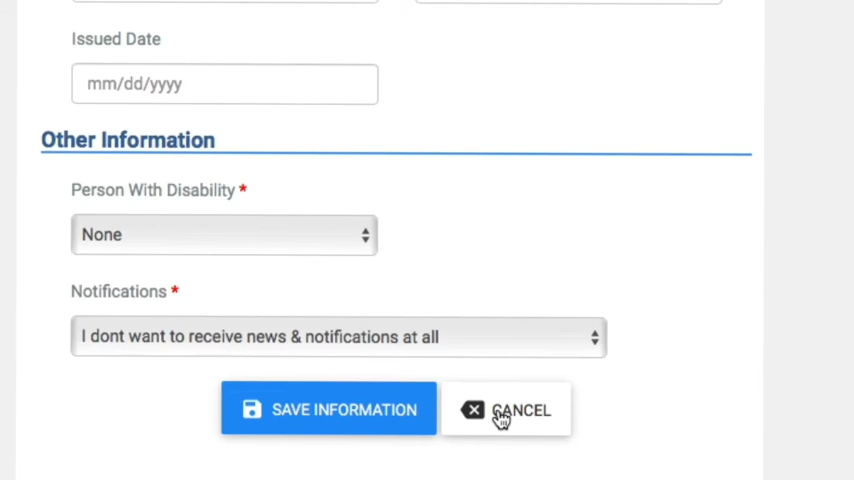 Issued Date
mm/dd/yyyy
Other Information
Person With Disability *
None
Notifications *
I dont want to receive news & notifications at all
SAVE INFORMATION
CANCEL